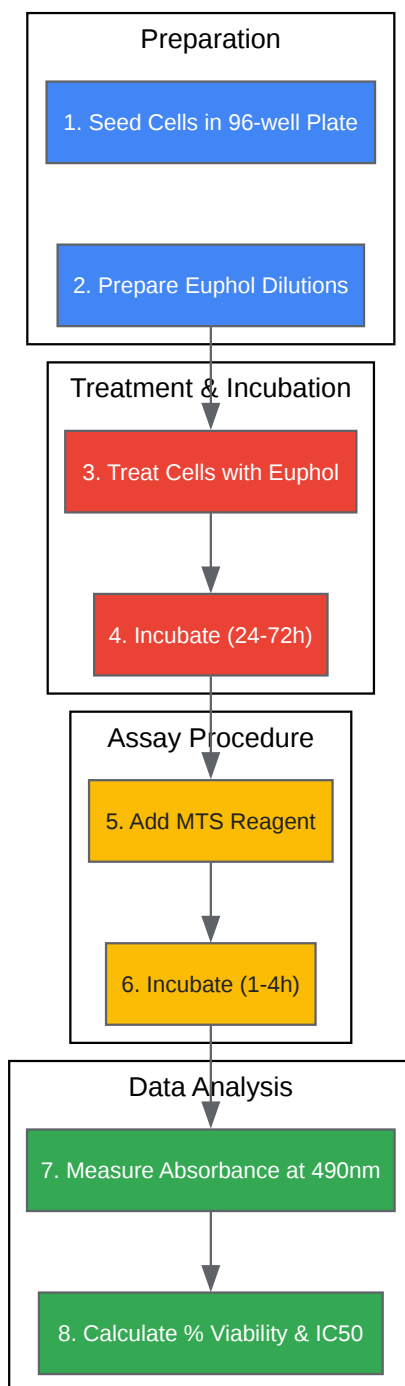 Preparation
1. Seed Cells in 96-well Plate
2. Prepare Euphol Dilutions
Treatment & Incubation
3. Treat Cells with Euphol
4. Incubate (24-72h)
Assay Procedure
5. Add MTS Reagent
6. Incubate (1-4h)
Data Analysis
7. Measure Absorbance at 490nm
8. Calculate % Viability & IC50